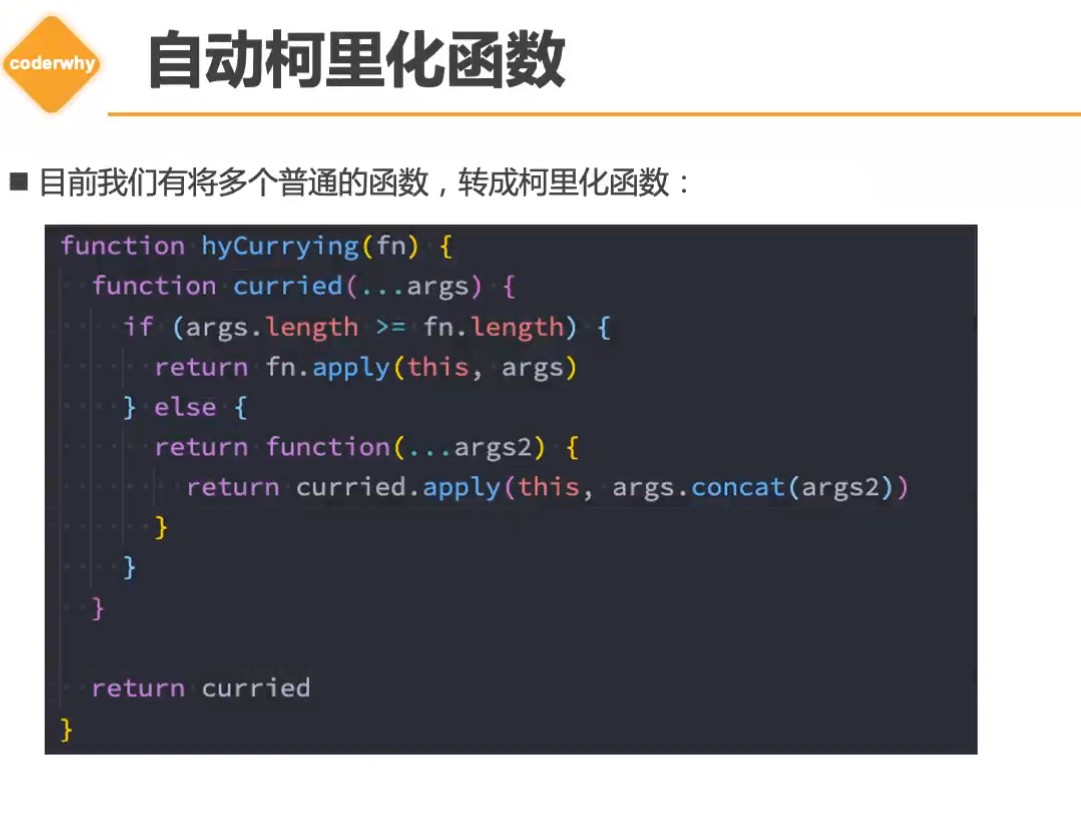 coderwhy
自动柯里化函数
■ 目前我们有将多个普通的函数，转成柯里化函数：
function hyCurrying(fn) {
  function curried(...args) {
    if (args.length >= fn.length) {
      return fn.apply(this, args)
    } else {
      return function(...args2) {
        return curried.apply(this, args.concat(args2))
      }
    }
  }
  return curried
}